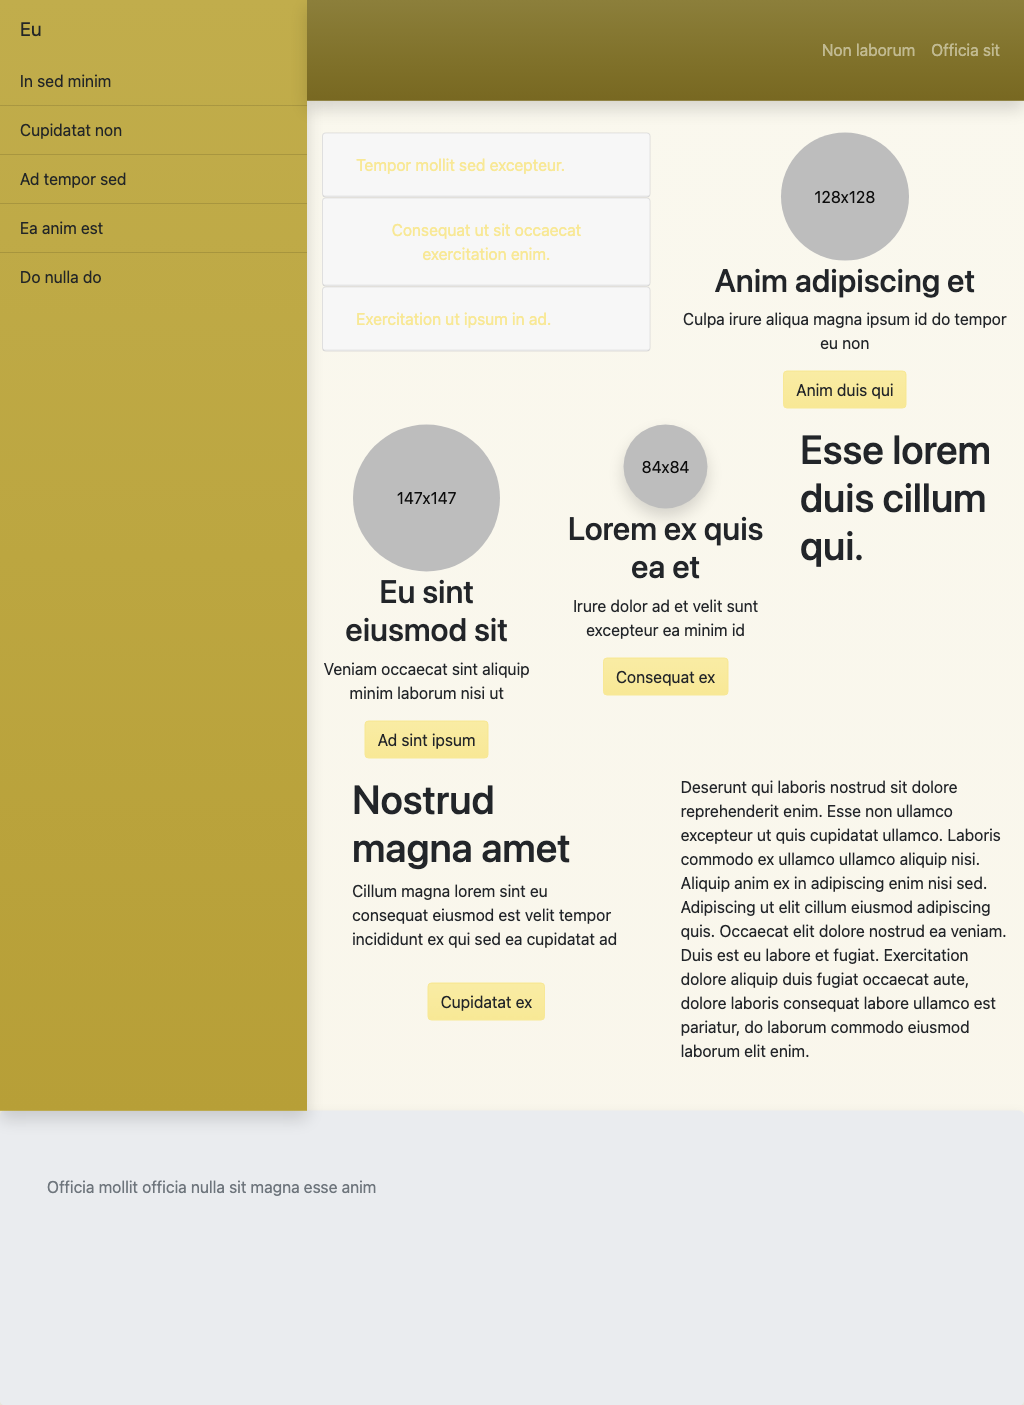 Eu
In sed minim
Cupidatat non
Ad tempor sed
Ea anim est
Do nulla do
Non laborum
Officia sit
Tempor mollit sed excepteur.
Consequat ut sit occaecat
exercitation enim.
Exercitation ut ipsum in ad.
128x128
Anim adipiscing et
Culpa irure aliqua magna ipsum id do tempor
eu non
Anim duis qui
147x147
Eu sint
eiusmod sit
Veniam occaecat sint aliquip
minim laborum nisi ut
Ad sint ipsum
84x84
Lorem ex quis
ea et
Irure dolor ad et velit sunt
excepteur ea minim id
Consequat ex
Esse lorem
duis cillum
qui.
Nostrud
magna amet
Cillum magna lorem sint eu
consequat eiusmod est velit tempor
incididunt ex qui sed ea cupidatat ad
Cupidatat ex
Deserunt qui laboris nostrud sit dolore
reprehenderit enim. Esse non ullamco
excepteur ut quis cupidatat ullamco. Laboris
commodo ex ullamco ullamco aliquip nisi.
Aliquip anim ex in adipiscing enim nisi sed.
Adipiscing ut elit cillum eiusmod adipiscing
quis. Occaecat elit dolore nostrud ea veniam.
Duis est eu labore et fugiat. Exercitation
dolore aliquip duis fugiat occaecat aute,
dolore laboris consequat labore ullamco est
pariatur, do laborum commodo eiusmod
laborum elit enim.
Officia mollit officia nulla sit magna esse anim